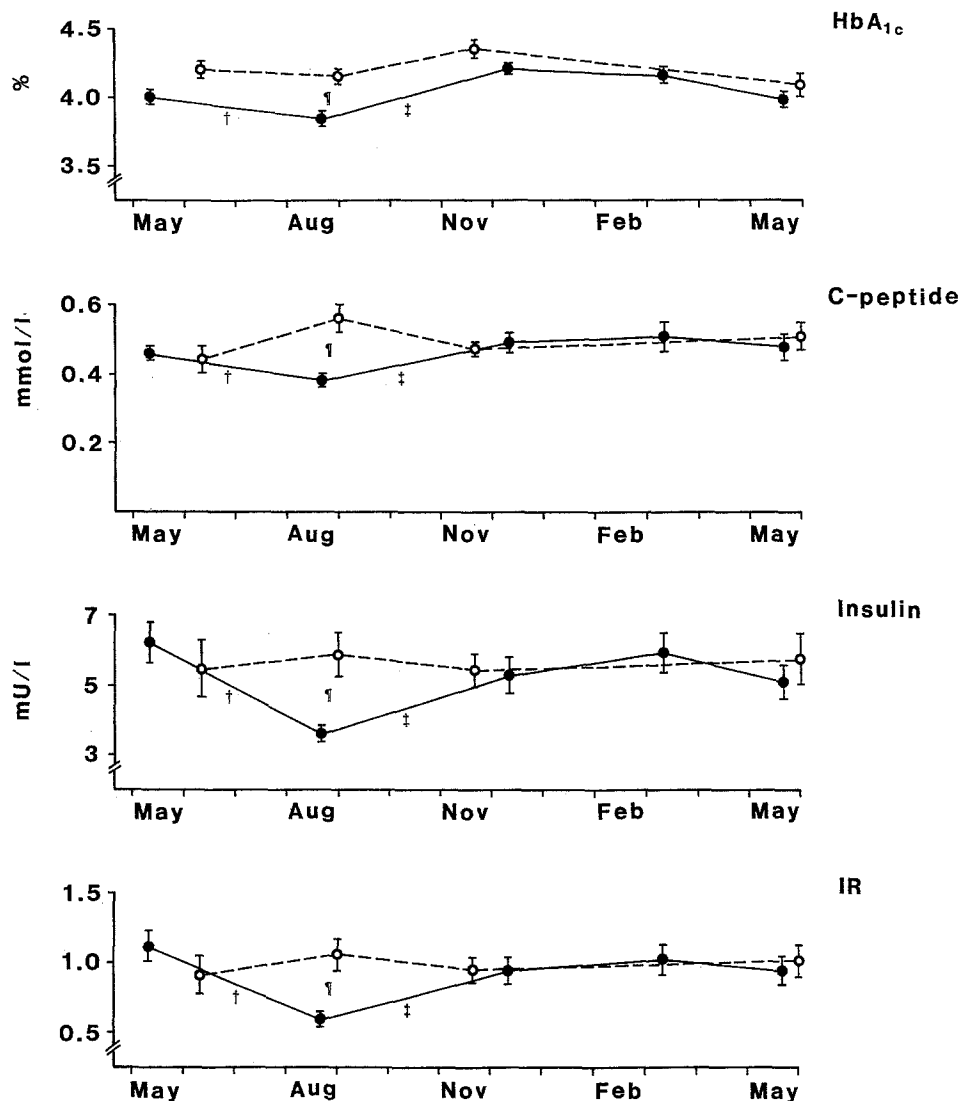 HbA1c
4.5
%
4.0
¶
†
‡
3.5
May Aug Nov Feb May
C-peptide
0.6
mmol/l
¶
0.4
†
‡
0.2
May Aug Nov Feb May
Insulin
7
mU/l
5
†
¶
‡
3
May Aug Nov Feb May
IR
1.5
1.0
†
¶
‡
0.5
May Aug Nov Feb May